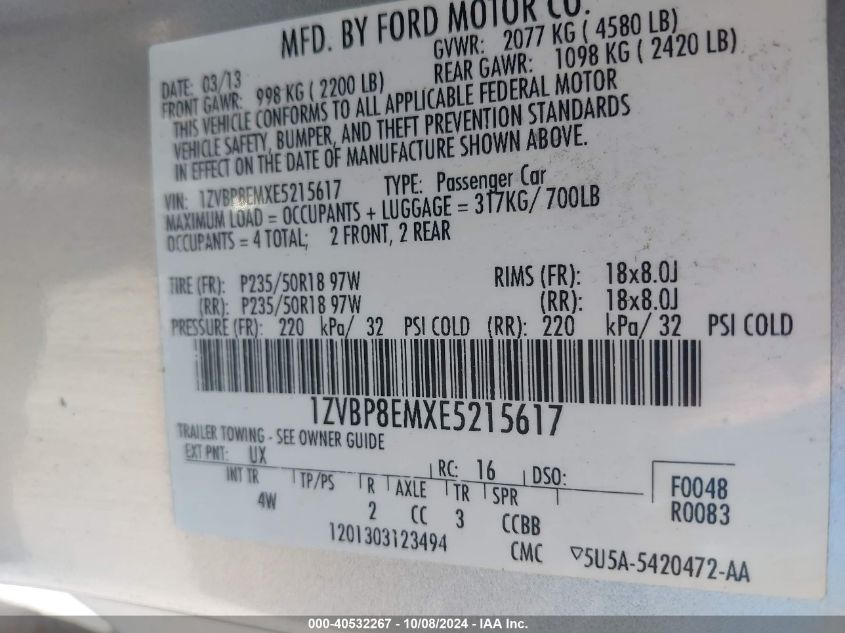 MFD. BY FORD MOTOR CO.
DATE: 03/13 GVWR: 2077 KG ( 4580 LB)
FRONT GAWR: 998 KG ( 2200 LB) REAR GAWR: 1098 KG ( 2420 LB)
THIS VEHICLE CONFORMS TO ALL APPLICABLE FEDERAL MOTOR
VEHICLE SAFETY, BUMPER, AND THEFT PREVENTION STANDARDS
IN EFFECT ON THE DATE OF MANUFACTURE SHOWN ABOVE.
VIN: 1ZVBP8EMXE5215617 TYPE: Passenger Car
MAXIMUM LOAD = OCCUPANTS + LUGGAGE = 317KG/ 700LB
OCCUPANTS = 4 TOTAL; 2 FRONT, 2 REAR
TIRE (FR): P235/50R18 97W RIMS (FR): 18x8.0J
(RR): P235/50R18 97W (RR): 18x8.0J
PRESSURE (FR): 220 kPa/ 32 PSI COLD (RR): 220 kPa/ 32 PSI COLD
1ZVBP8EMXE5215617
TRAILER TOWING - SEE OWNER GUIDE
EXT PNT: UX RC: 16 DSO:
INT TR TP/PS R AXLE TR SPR F0048
4W 2 CC 3 CCBB R0083
1201303123494 CMC ▽5U5A-5420472-AA
000-40532267 - 10/08/2024 - IAA Inc.